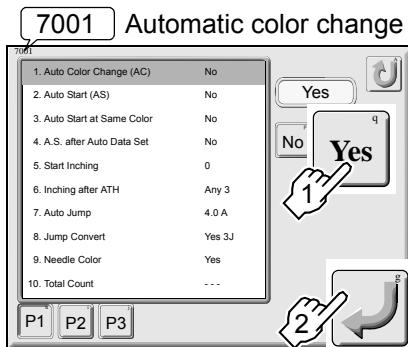 7001 Automatic color change
7001
1. Auto Color Change (AC) No
2. Auto Start (AS) No
3. Auto Start at Same Color No
4. A.S. after Auto Data Set No
5. Start Inching 0
6. Inching after ATH Any 3
7. Auto Jump 4.0 A
8. Jump Convert Yes 3J
9. Needle Color Yes
10. Total Count - - -
Yes
No
q
Yes
1
g
2
P1 P2 P3